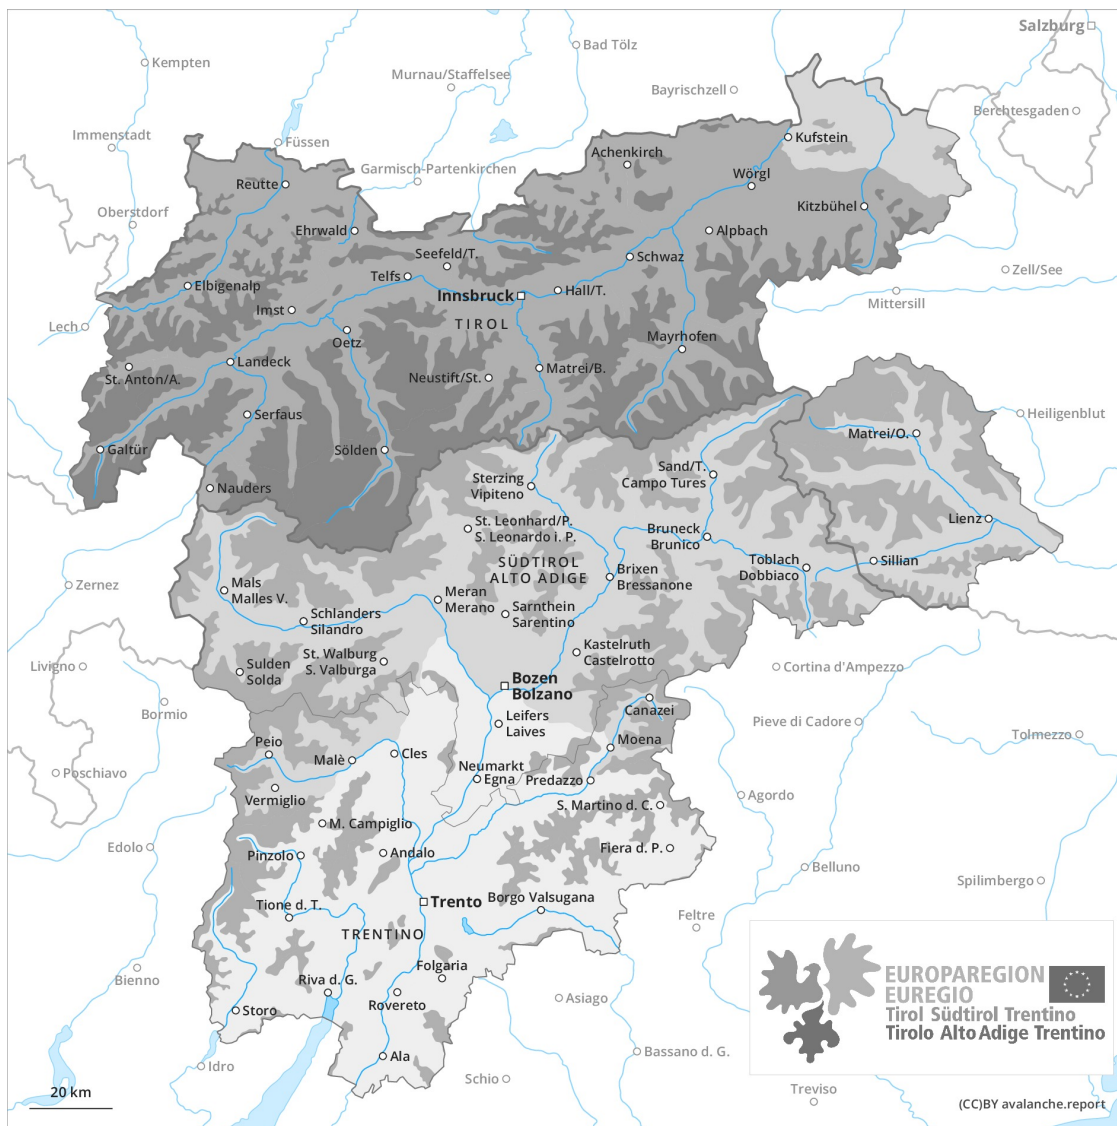 Salzburg
Bad Tölz
Kempten
Murnau/Staffelsee
Bayrischzell
Berchtesgaden
Immenstadt
Füssen
Kufstein
Achenkirch
Garmisch-Partenkirchen
Wörgl
Reutte
Oberstdorf
Kitzbühel
Ehrwald
Alpbach
Seefeld/T.
Schwaz
Zell/See
Telfs
Elbigenalp
Hall/T.
Innsbruck
Mittersill
Imst
TIROL
Lech
Oetz
Mayrhofen
Landeck
Matrei/B.
St. Anton/A.
Neustift/St.
Serfaus
Heiligenblut
Matrei/O.
Galtür
Sölden
Sand/T.
Campo Tures
Sterzing
Vipiteno
Nauders
Lienz
St. Leonhard/P.
S. Leonardo i. P.
Bruneck
Brunico
SÜDTIROL
ALTO ADIGE
Toblach
Dobbiaco
Sillian
Brixen
Bressanone
Zernez
Mals
Malles V.
Meran
Merano
Schlanders
Silandro
Sarnthein
Sarentino
Kastelruth
Castelrotto
St. Walburg
S. Valburga
Livigno
Sulden
Solda
Cortina d'Ampezzo
Bozen
Bolzano
Bormio
Canazei
Leifers
Laives
Pieve di Cadore
Tolmezzo
Peio
Moena
Cles
Malè
Poschiavo
Neumarkt
Egna
Predazzo
Vermiglio
Agordo
S. Martino d. C.
M. Campiglio
Edolo
Pinzolo
Andalo
Fiera d. P.
Belluno
Spilimbergo
Trento
Borgo Valsugana
Tione d. T.
Feltre
TRENTINO
Bienno
Folgaria
Riva d. G.
Rovereto
Asiago
Storo
EUROPAREGION
EUREGIO
Tirol Südtirol Trentino
Tirolo Alto Adige Trentino
Ala
Bassano d. G.
Idro
Schio
Treviso
20 km
(CC)BY avalanche.report